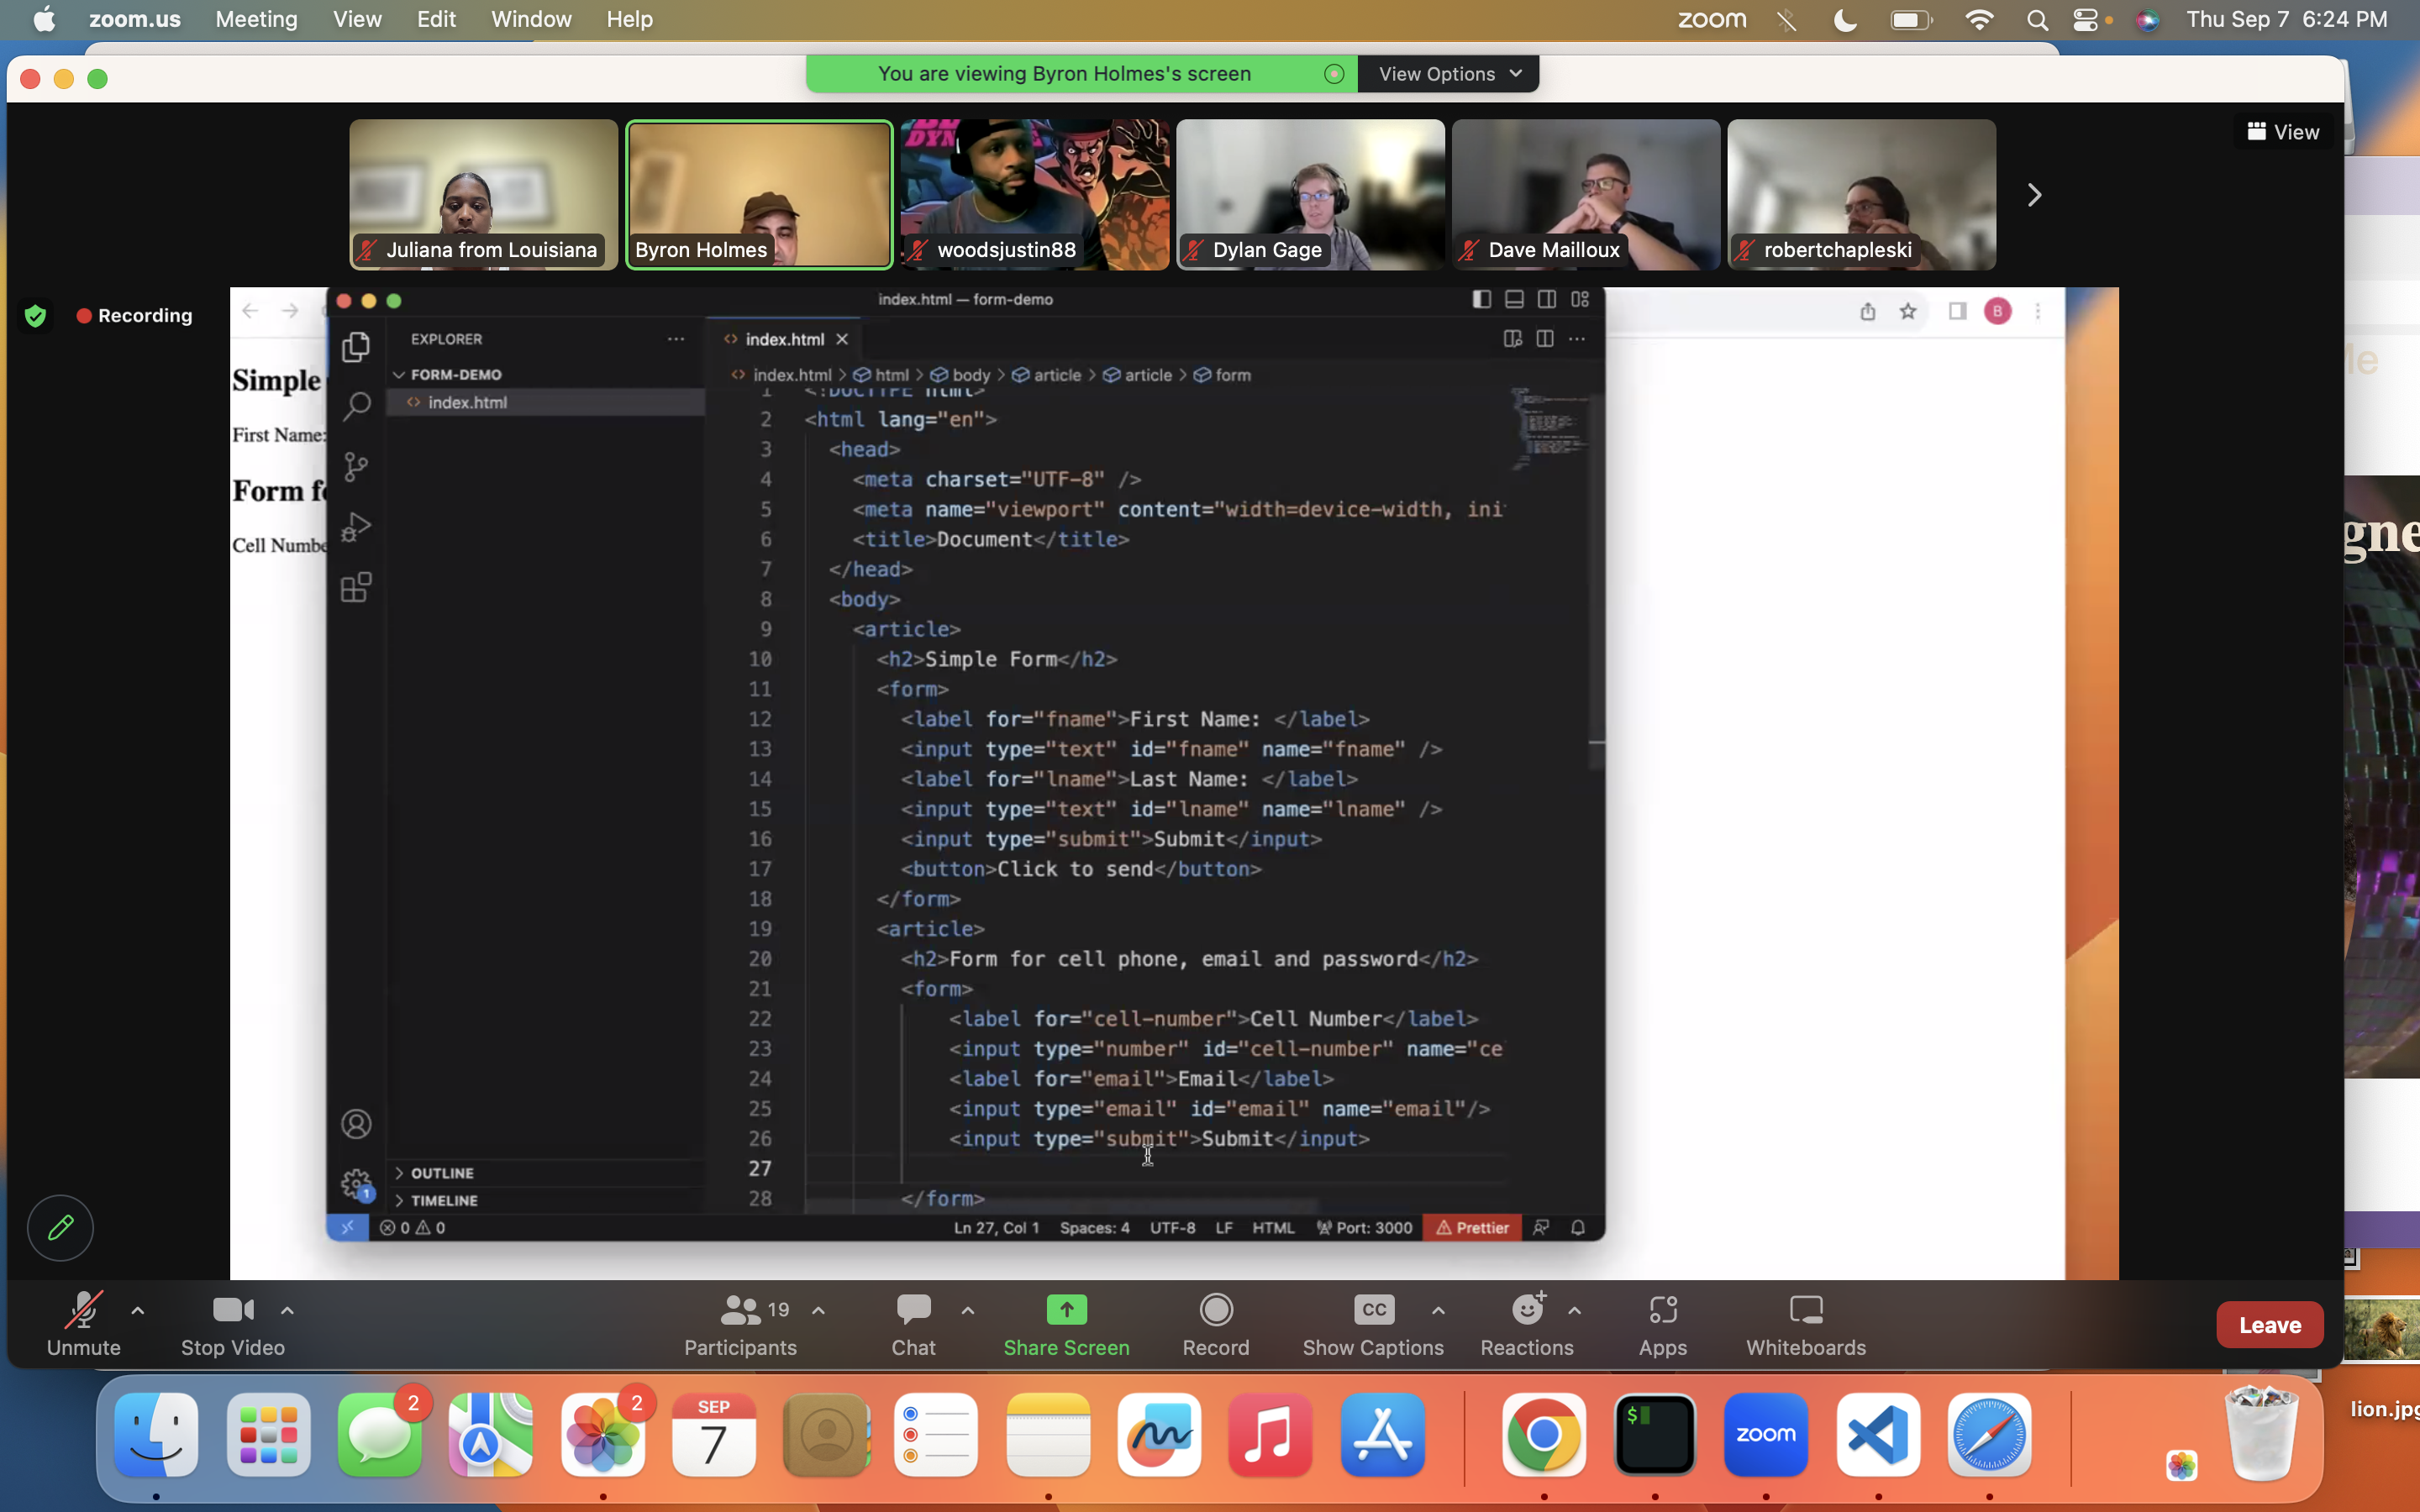 zoom.us Meeting View Edit Window Help zoom Thu Sep 7 6:24 PM
You are viewing Byron Holmes's screen View Options
View
BO DYN
Juliana from Louisiana Byron Holmes woodsjustin88 Dylan Gage Dave Mailloux robertchapleski
Recording
index.html — form-demo
B
EXPLORER
index.html
FORM-DEMO
index.html > html > body > article > article > form
index.html
Simple
First Name:
Form fo
Cell Numbe
1 <!DOCTYPE html>
2 <html lang="en">
3 <head>
4 <meta charset="UTF-8" />
5 <meta name="viewport" content="width=device-width, ini
6 <title>Document</title>
7 </head>
8 <body>
9 <article>
10 <h2>Simple Form</h2>
11 <form>
12 <label for="fname">First Name: </label>
13 <input type="text" id="fname" name="fname" />
14 <label for="lname">Last Name: </label>
15 <input type="text" id="lname" name="lname" />
16 <input type="submit">Submit</input>
17 <button>Click to send</button>
18 </form>
19 <article>
20 <h2>Form for cell phone, email and password</h2>
21 <form>
22 <label for="cell-number">Cell Number</label>
23 <input type="number" id="cell-number" name="ce
24 <label for="email">Email</label>
25 <input type="email" id="email" name="email"/>
26 <input type="submit">Submit</input>
27
28 </form>
OUTLINE
TIMELINE
1
0 0 Ln 27, Col 1 Spaces: 4 UTF-8 LF HTML Port: 3000 Prettier
Me
gne
Unmute Stop Video Participants 19 Chat Share Screen Record CC Show Captions Reactions Apps Whiteboards Leave
2 2 SEP 7 $ zoom
lion.jpg